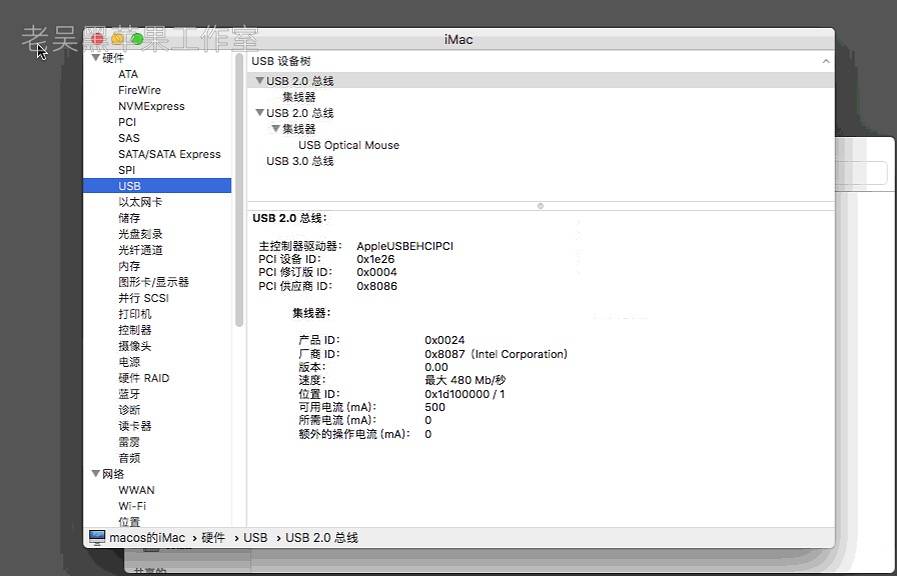 老吴黑苹果工作室
iMac
硬件
ATA
FireWire
NVMExpress
PCI
SAS
SATA/SATA Express
SPI
USB
以太网卡
储存
光盘刻录
光纤通道
内存
图形卡/显示器
并行 SCSI
打印机
控制器
摄像头
电源
硬件 RAID
蓝牙
诊断
读卡器
雷雳
音频
网络
WWAN
Wi-Fi
位置
USB 设备树
USB 2.0 总线
集线器
USB 2.0 总线
集线器
USB Optical Mouse
USB 3.0 总线
USB 2.0 总线：
主控制器驱动器： AppleUSBEHCIPCI
PCI 设备 ID： 0x1e26
PCI 修订版 ID： 0x0004
PCI 供应商 ID： 0x8086
集线器：
产品 ID： 0x0024
厂商 ID： 0x8087（Intel Corporation）
版本： 0.00
速度： 最大 480 Mb/秒
位置 ID： 0x1d100000 / 1
可用电流 (mA)： 500
所需电流 (mA)： 0
额外的操作电流 (mA)： 0
macos的iMac › 硬件 › USB › USB 2.0 总线